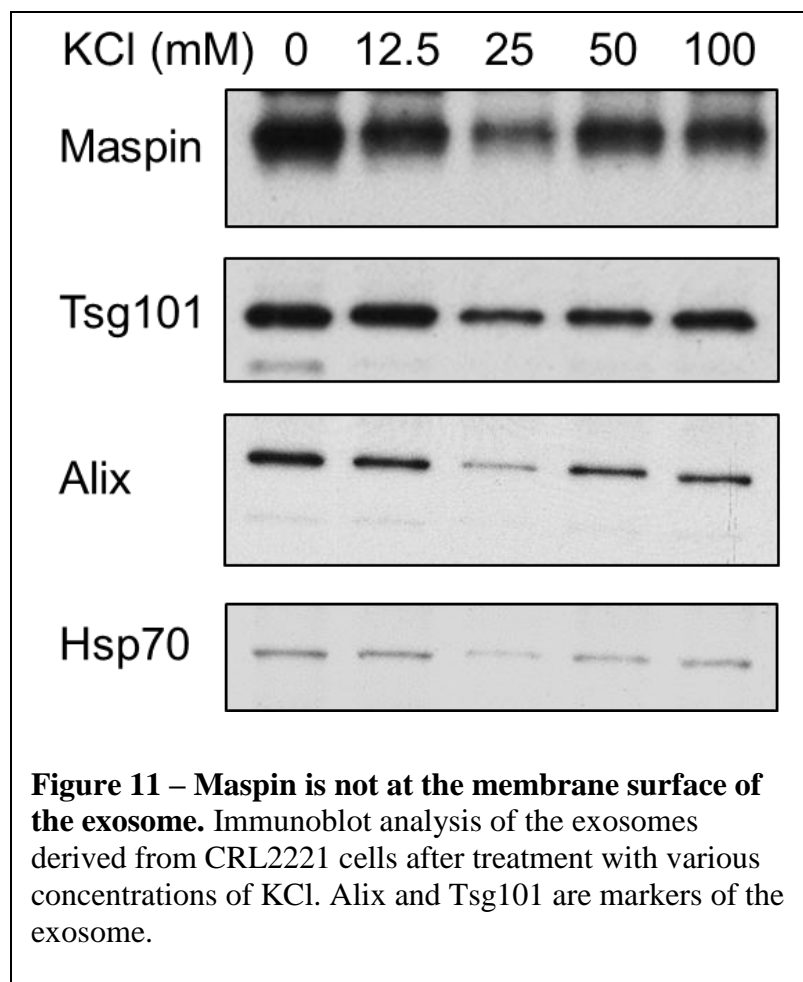 KCl (mM) 0 12.5 25 50 100
Maspin
Tsg101
Alix
Hsp70
Figure 11 – Maspin is not at the membrane surface of
the exosome. Immunoblot analysis of the exosomes
derived from CRL2221 cells after treatment with various
concentrations of KCl. Alix and Tsg101 are markers of the
exosome.